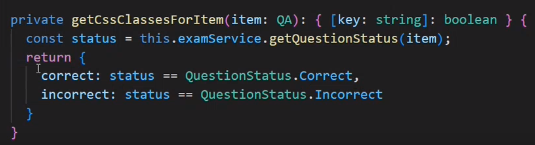 private getCssClassesForItem(item: QA): { [key: string]: boolean } {
const status = this.examService.getQuestionStatus(item);
return {
correct: status == QuestionStatus.Correct,
incorrect: status == QuestionStatus.Incorrect
}
}